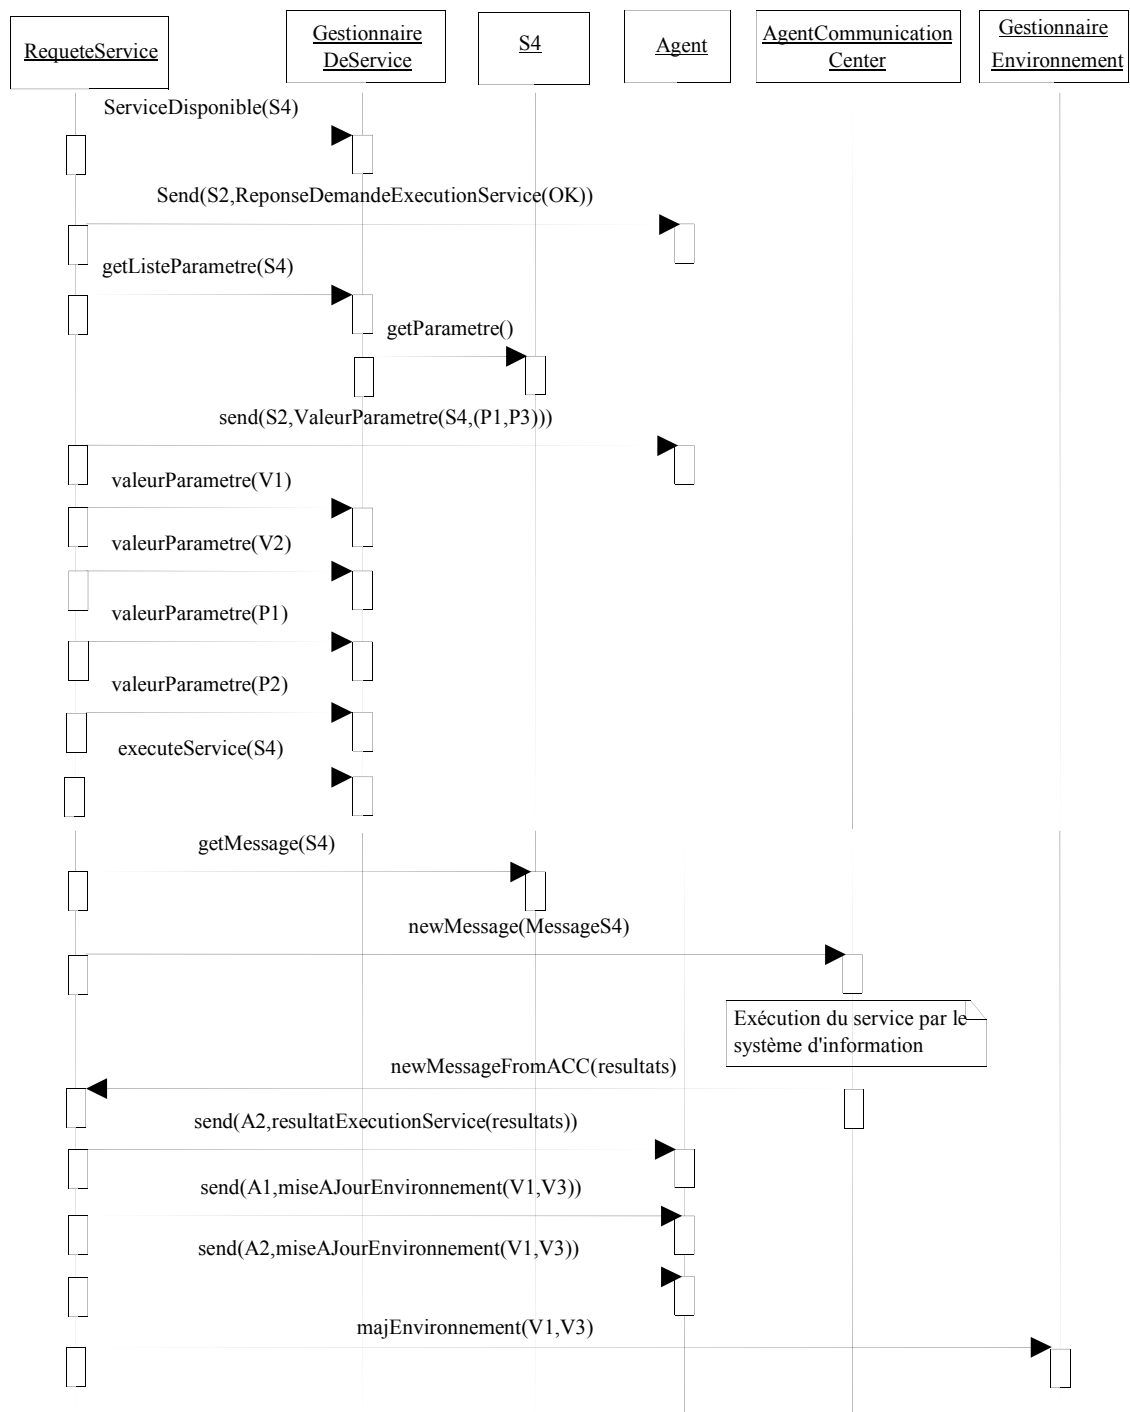 RequeteService
Gestionnaire
DeService
S4
Agent
AgentCommunication
Center
Gestionnaire
Environnement
ServiceDisponible(S4)
Send(S2,ReponseDemandeExecutionService(OK))
getListeParametre(S4)
getParametre()
send(S2,ValeurParametre(S4,(P1,P3)))
valeurParametre(V1)
valeurParametre(V2)
valeurParametre(P1)
valeurParametre(P2)
executeService(S4)
getMessage(S4)
newMessage(MessageS4)
Exécution du service par le
système d'information
newMessageFromACC(resultats)
send(A2,resultatExecutionService(resultats))
send(A1,miseAJourEnvironnement(V1,V3))
send(A2,miseAJourEnvironnement(V1,V3))
majEnvironnement(V1,V3)